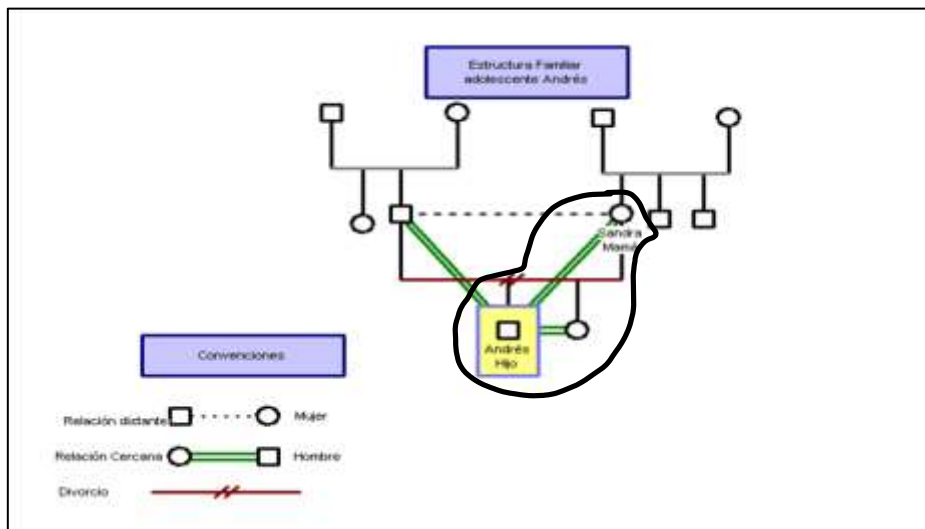 Estructura Familiar
adolescente Andrés
Sandra
Mamá
Andrés
Hijo
Convenciones
Relación distante
Mujer
Relación Cercana
Hombre
Divorcio